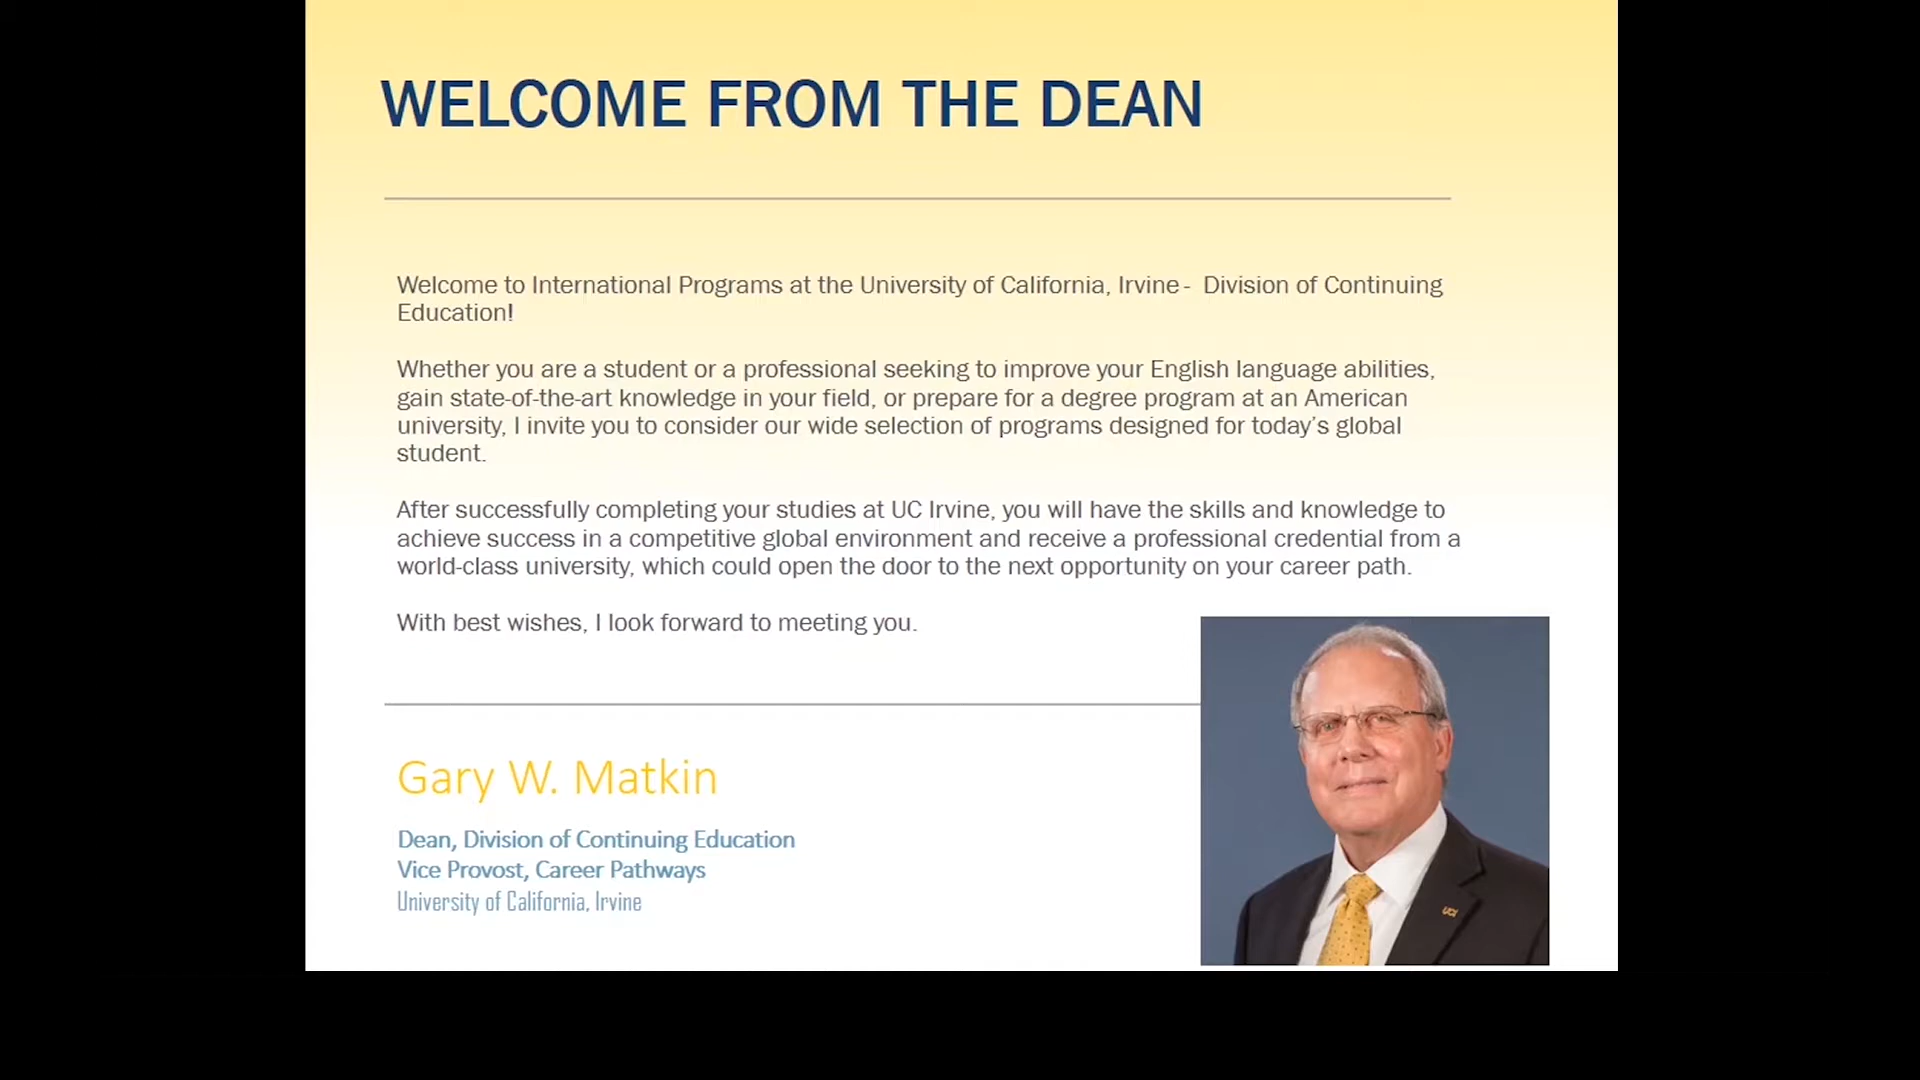 WELCOME FROM THE DEAN
Welcome to International Programs at the University of California, Irvine - Division of Continuing
Education!
Whether you are a student or a professional seeking to improve your English language abilities,
gain state-of-the-art knowledge in your field, or prepare for a degree program at an American
university, I invite you to consider our wide selection of programs designed for today's global
student.
After successfully completing your studies at UC Irvine, you will have the skills and knowledge to
achieve success in a competitive global environment and receive a professional credential from a
world-class university, which could open the door to the next opportunity on your career path.
With best wishes, I look forward to meeting you.
Gary W. Matkin
Dean, Division of Continuing Education
Vice Provost, Career Pathways
University of California, Irvine
UCI